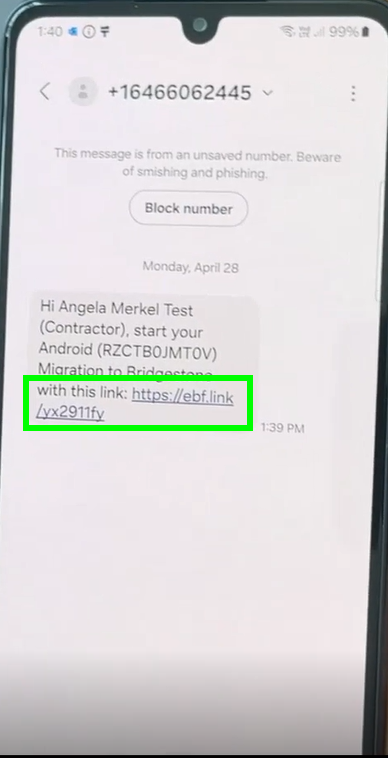 1:40 99%
+16466062445
This message is from an unsaved number. Beware
of smishing and phishing.
Block number
Monday, April 28
Hi Angela Merkel Test
(Contractor), start your
Android (RZCTB0JMT0V)
Migration to Bridgestone
with this link: https://ebf.link
/yx2911fy
1:39 PM